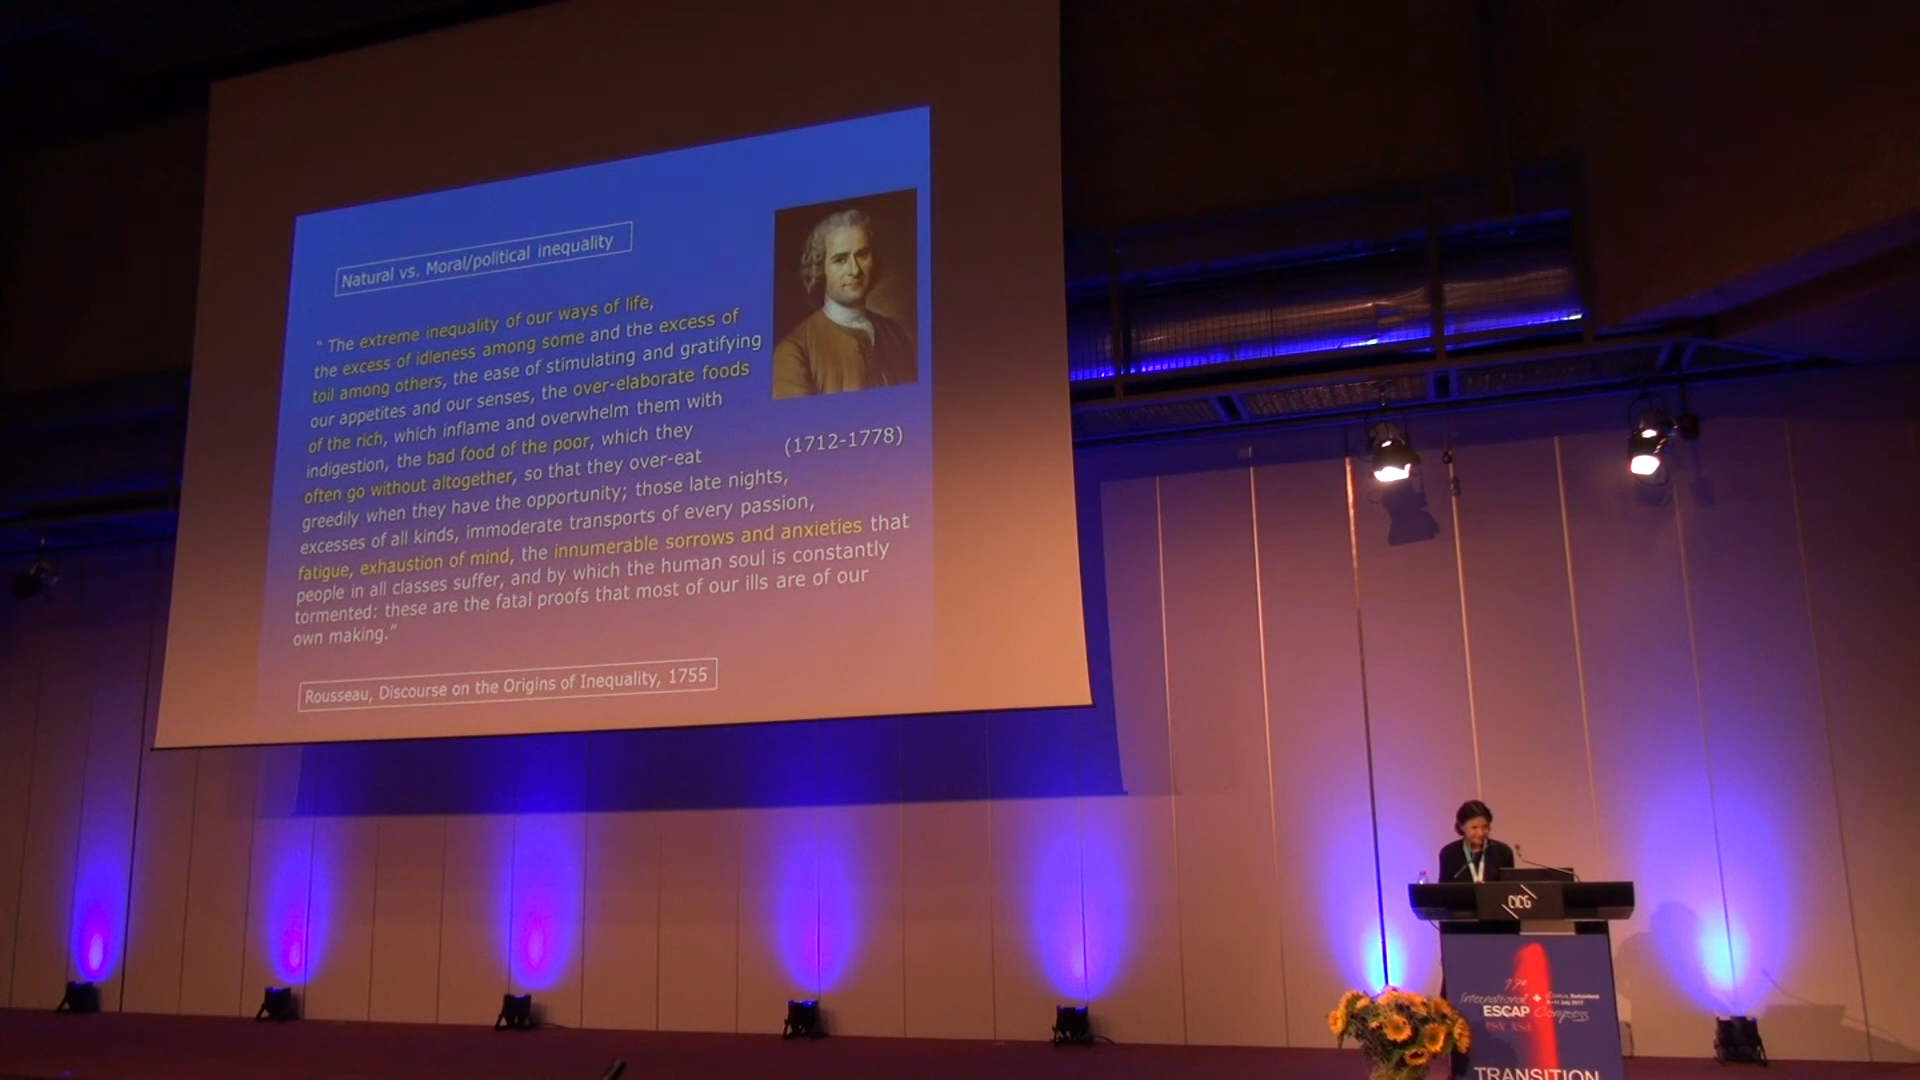 Natural vs. Moral/political inequality
“ The extreme inequality of our ways of life,
the excess of idleness among some and the excess of
toil among others, the ease of stimulating and gratifying
our appetites and our senses, the over-elaborate foods
of the rich, which inflame and overwhelm them with
indigestion, the bad food of the poor, which they
often go without altogether, so that they over-eat
greedily when they have the opportunity; those late nights,
excesses of all kinds, immoderate transports of every passion,
fatigue, exhaustion of mind, the innumerable sorrows and anxieties that
people in all classes suffer, and by which the human soul is constantly
tormented: these are the fatal proofs that most of our ills are of our
own making.”
(1712-1778)
Rousseau, Discourse on the Origins of Inequality, 1755
CICG
17th
International
ESCAP Congress
TRANSITION